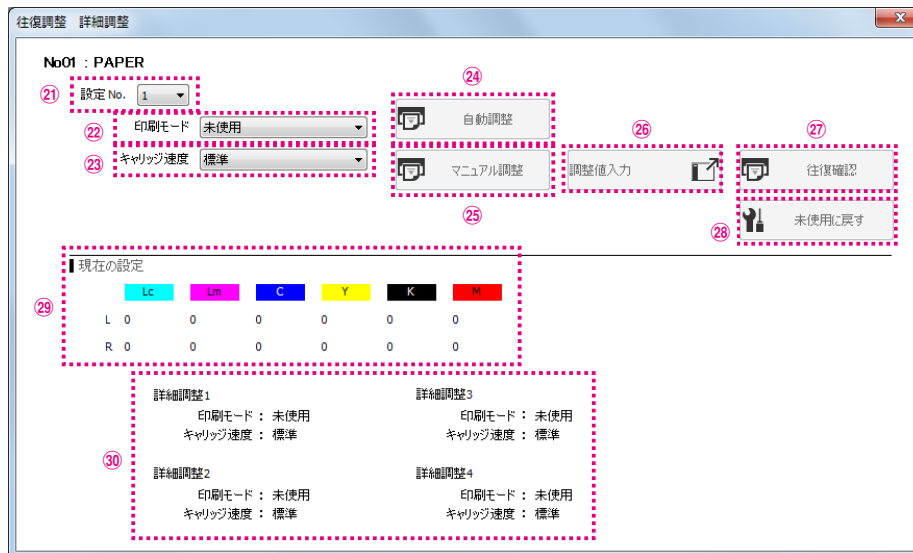 往復調整 詳細調整
No01 : PAPER
㉑ 設定 No. 1
㉒ 印刷モード 未使用
㉓ キャリッジ速度 標準
㉔ 自動調整
㉕ マニュアル調整
㉖ 調整値入力
㉗ 往復確認
㉘ 未使用に戻す
㉙ 現在の設定
Lc Lm C Y K M
L 0 0 0 0 0 0
R 0 0 0 0 0 0
㉚
詳細調整1
印刷モード : 未使用
キャリッジ速度 : 標準
詳細調整2
印刷モード : 未使用
キャリッジ速度 : 標準
詳細調整3
印刷モード : 未使用
キャリッジ速度 : 標準
詳細調整4
印刷モード : 未使用
キャリッジ速度 : 標準